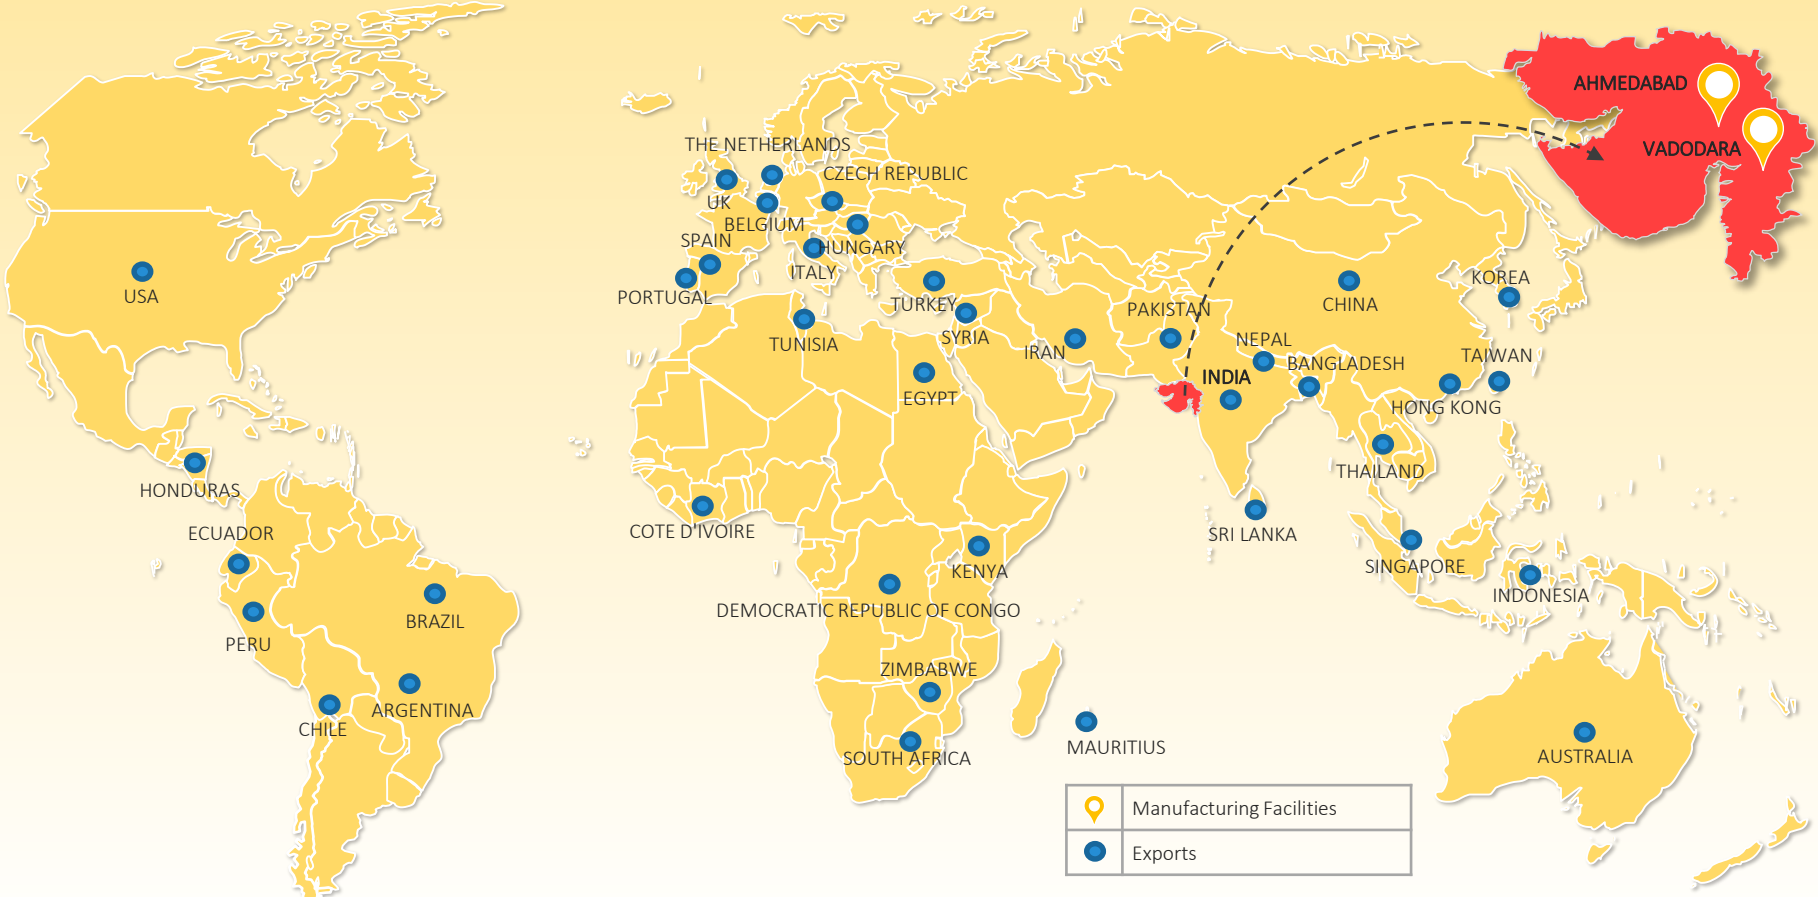 AHMEDABAD
VADODARA
THE NETHERLANDS
CZECH REPUBLIC
UK
BELGIUM
SPAIN
HUNGARY
ITALY
PORTUGAL
USA
TURKEY
TUNISIA
SYRIA
IRAN
PAKISTAN
CHINA
KOREA
NEPAL
BANGLADESH
TAIWAN
INDIA
EGYPT
HONG KONG
THAILAND
HONDURAS
ECUADOR
COTE D'IVOIRE
SRI LANKA
KENYA
SINGAPORE
INDONESIA
DEMOCRATIC REPUBLIC OF CONGO
BRAZIL
PERU
ZIMBABWE
ARGENTINA
CHILE
SOUTH AFRICA
MAURITIUS
AUSTRALIA
Manufacturing Facilities
Exports